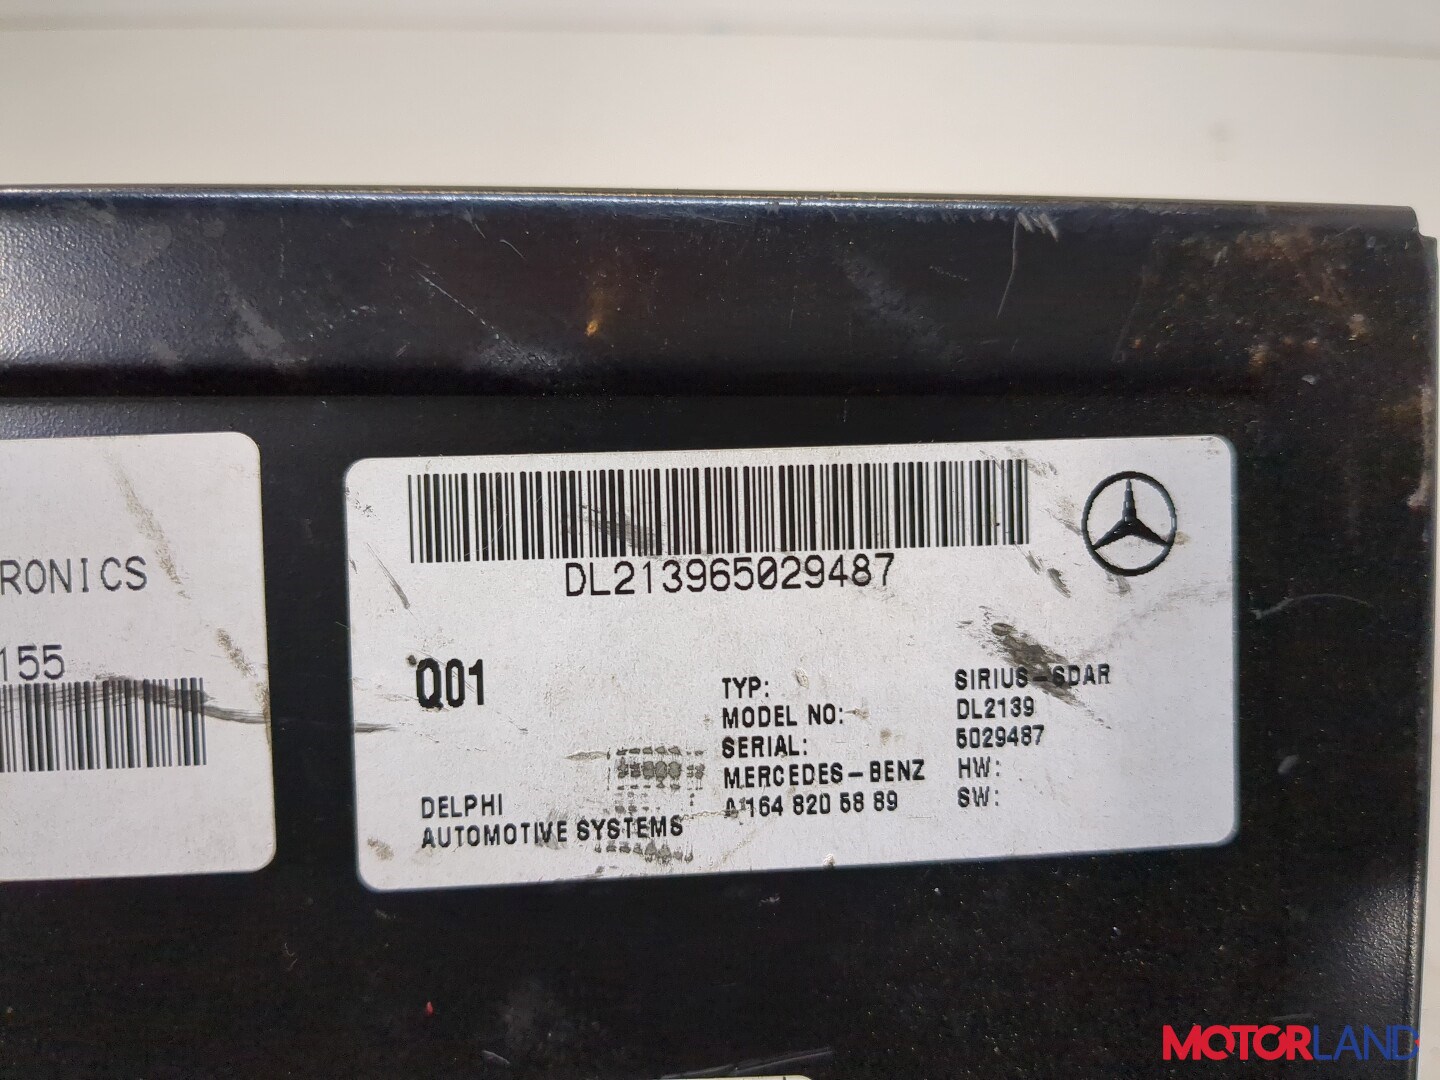 RONICS
155
DL213965029487
Q01
TYP: SIRIUS-SDAR
MODEL NO: DL2139
SERIAL: 5029487
MERCEDES-BENZ HW:
A 164 820 58 89 SW:
DELPHI
AUTOMOTIVE SYSTEMS
MOTORLAND